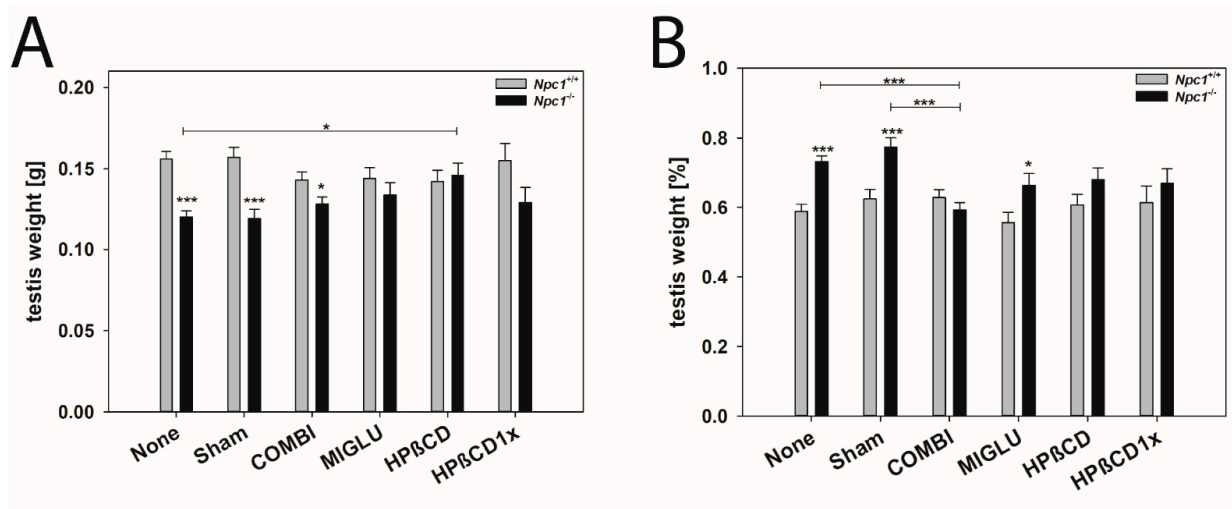 A
testis weight [g]
0.20
0.15
0.10
0.05
0.00
Npc1+/+
Npc1-/-
*
***
***
*
None
Sham
COMBI
MIGLU
HPßCD
HPßCD1x
B
testis weight [%]
1.0
0.8
0.6
0.4
0.2
0.0
Npc1+/+
Npc1-/-
***
***
***
***
*
None
Sham
COMBI
MIGLU
HPßCD
HPßCD1x